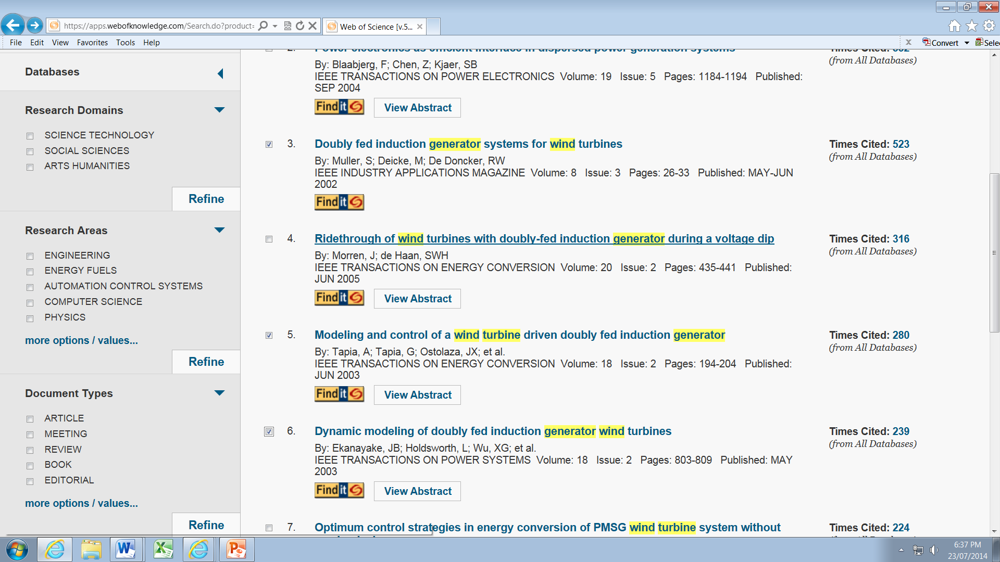 https://apps.webofknowledge.com/Search.do?product=
Web of Science [v.5...
File Edit View Favorites Tools Help
Convert
Sele
2. Power electronics as efficient interface in dispersed power generation systems
Times Cited:
By: Blaabjerg, F; Chen, Z; Kjaer, SB
(from All Databases)
IEEE TRANSACTIONS ON POWER ELECTRONICS Volume: 19 Issue: 5 Pages: 1184-1194 Published:
SEP 2004
Find it
View Abstract
Databases
Research Domains
SCIENCE TECHNOLOGY
SOCIAL SCIENCES
ARTS HUMANITIES
Refine
Research Areas
ENGINEERING
ENERGY FUELS
AUTOMATION CONTROL SYSTEMS
COMPUTER SCIENCE
PHYSICS
more options / values...
Refine
Document Types
ARTICLE
MEETING
REVIEW
BOOK
EDITORIAL
more options / values...
Refine
3. Doubly fed induction generator systems for wind turbines
Times Cited: 523
(from All Databases)
By: Muller, S; Deicke, M; De Doncker, RW
IEEE INDUSTRY APPLICATIONS MAGAZINE Volume: 8 Issue: 3 Pages: 26-33 Published: MAY-JUN
2002
Find it
4. Ridethrough of wind turbines with doubly-fed induction generator during a voltage dip
Times Cited: 316
(from All Databases)
By: Morren, J; de Haan, SWH
IEEE TRANSACTIONS ON ENERGY CONVERSION Volume: 20 Issue: 2 Pages: 435-441 Published:
JUN 2005
Find it
View Abstract
5. Modeling and control of a wind turbine driven doubly fed induction generator
Times Cited: 280
(from All Databases)
By: Tapia, A; Tapia, G; Ostolaza, JX; et al.
IEEE TRANSACTIONS ON ENERGY CONVERSION Volume: 18 Issue: 2 Pages: 194-204 Published:
JUN 2003
Find it
View Abstract
6. Dynamic modeling of doubly fed induction generator wind turbines
Times Cited: 239
(from All Databases)
By: Ekanayake, JB; Holdsworth, L; Wu, XG; et al.
IEEE TRANSACTIONS ON POWER SYSTEMS Volume: 18 Issue: 2 Pages: 803-809 Published: MAY
2003
Find it
View Abstract
7. Optimum control strategies in energy conversion of PMSG wind turbine system without
Times Cited: 224
6:37 PM
23/07/2014